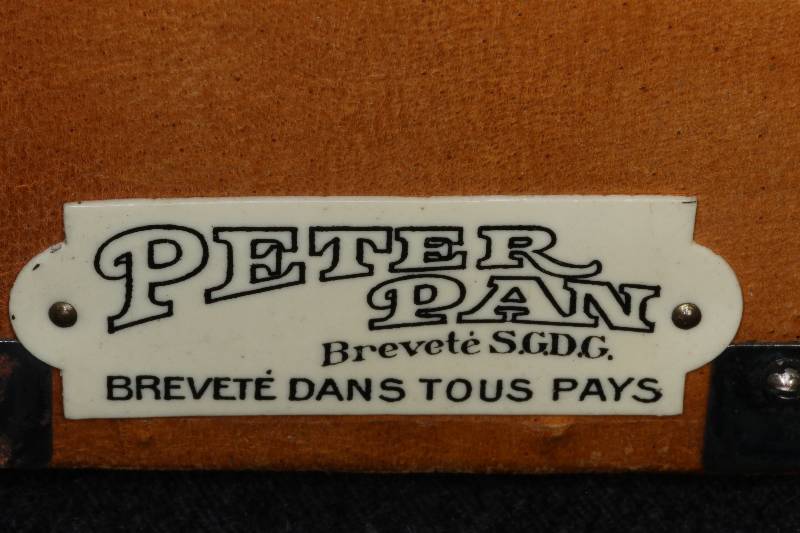 PETER
PAN
Breveté S.G.D.G.
BREVETÉ DANS TOUS PAYS